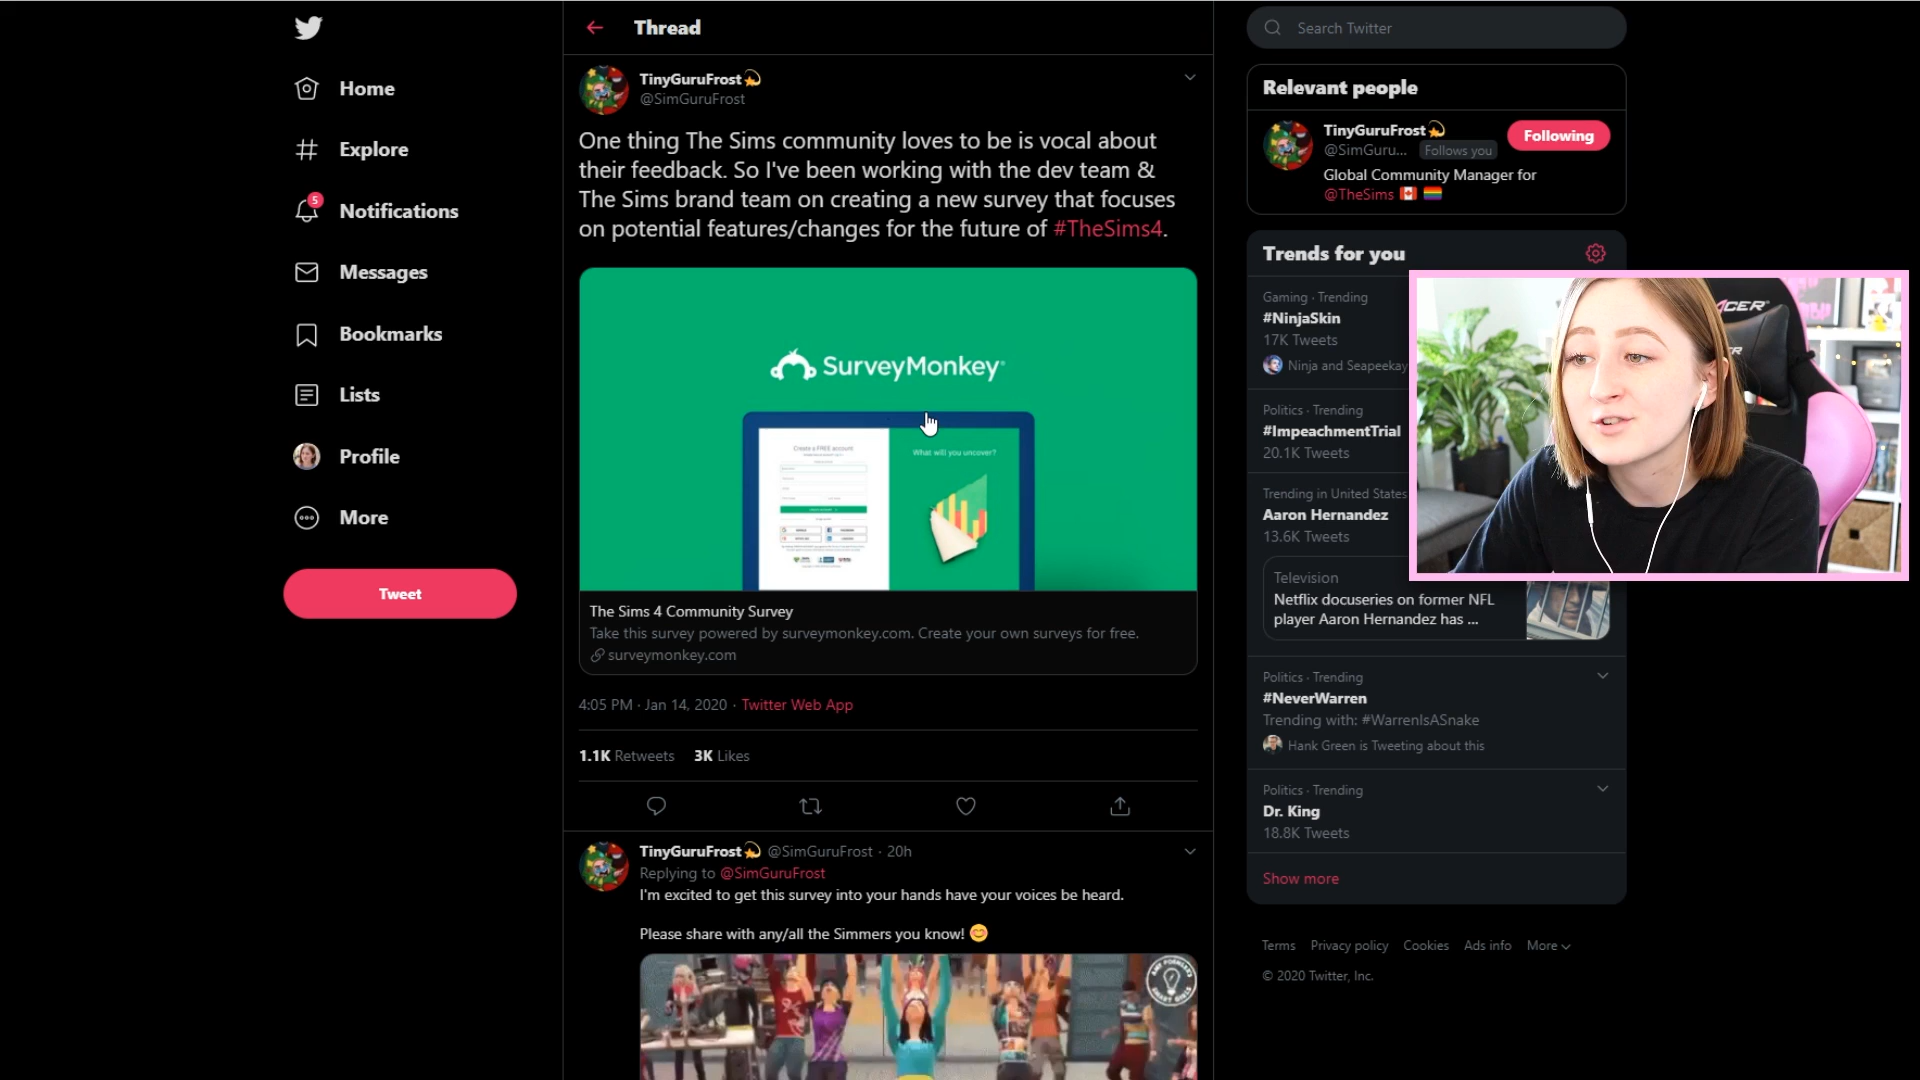 Home
Explore
5
Notifications
Messages
Bookmarks
Lists
Profile
More
Tweet
Thread
TinyGuruFrost
@SimGuruFrost
One thing The Sims community loves to be is vocal about
their feedback. So I've been working with the dev team &
The Sims brand team on creating a new survey that focuses
on potential features/changes for the future of #TheSims4.
SurveyMonkey
Create a FREE account
What will you uncover?
The Sims 4 Community Survey
Take this survey powered by surveymonkey.com. Create your own surveys for free.
surveymonkey.com
4:05 PM · Jan 14, 2020 · Twitter Web App
1.1K Retweets 3K Likes
TinyGuruFrost @SimGuruFrost · 20h
Replying to @SimGuruFrost
I'm excited to get this survey into your hands have your voices be heard.
Please share with any/all the Simmers you know! 😊
Search Twitter
Relevant people
TinyGuruFrost
@SimGuru... Follows you
Following
Global Community Manager for
@TheSims
Trends for you
Gaming · Trending
#NinjaSkin
17K Tweets
Ninja and Seapeekay
Politics · Trending
#ImpeachmentTrial
20.1K Tweets
Trending in United States
Aaron Hernandez
13.6K Tweets
Television
Netflix docuseries on former NFL
player Aaron Hernandez has ...
Politics · Trending
#NeverWarren
Trending with: #WarrenIsASnake
Hank Green is Tweeting about this
Politics · Trending
Dr. King
18.8K Tweets
Show more
Terms Privacy policy Cookies Ads info More
© 2020 Twitter, Inc.